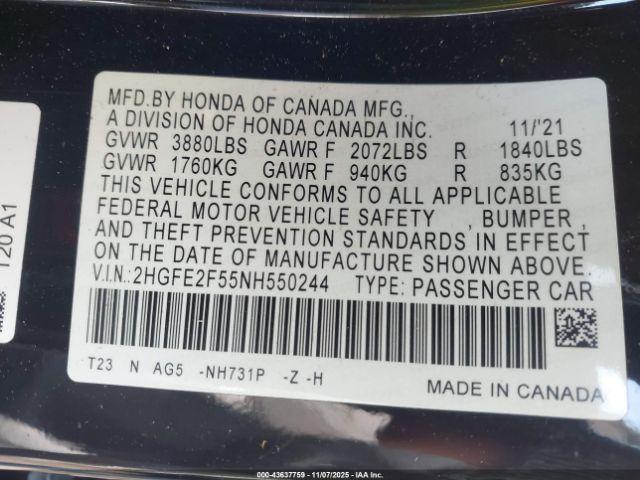 MFD.BY HONDA OF CANADA MFG.,
A DIVISION OF HONDA CANADA INC. 11/'21
GVWR 3880LBS GAWR F 2072LBS R 1840LBS
GVWR 1760KG GAWR F 940KG R 835KG
THIS VEHICLE CONFORMS TO ALL APPLICABLE
FEDERAL MOTOR VEHICLE SAFETY , BUMPER ,
AND THEFT PREVENTION STANDARDS IN EFFECT
ON THE DATE OF MANUFACTURE SHOWN ABOVE.
V.I.N.:2HGFE2F55NH550244 TYPE: PASSENGER CAR
T23 N AG5 -NH731P -Z -H
MADE IN CANADA
T20 A1
© 43637759 — 11/07/2025 — IAA Inc.